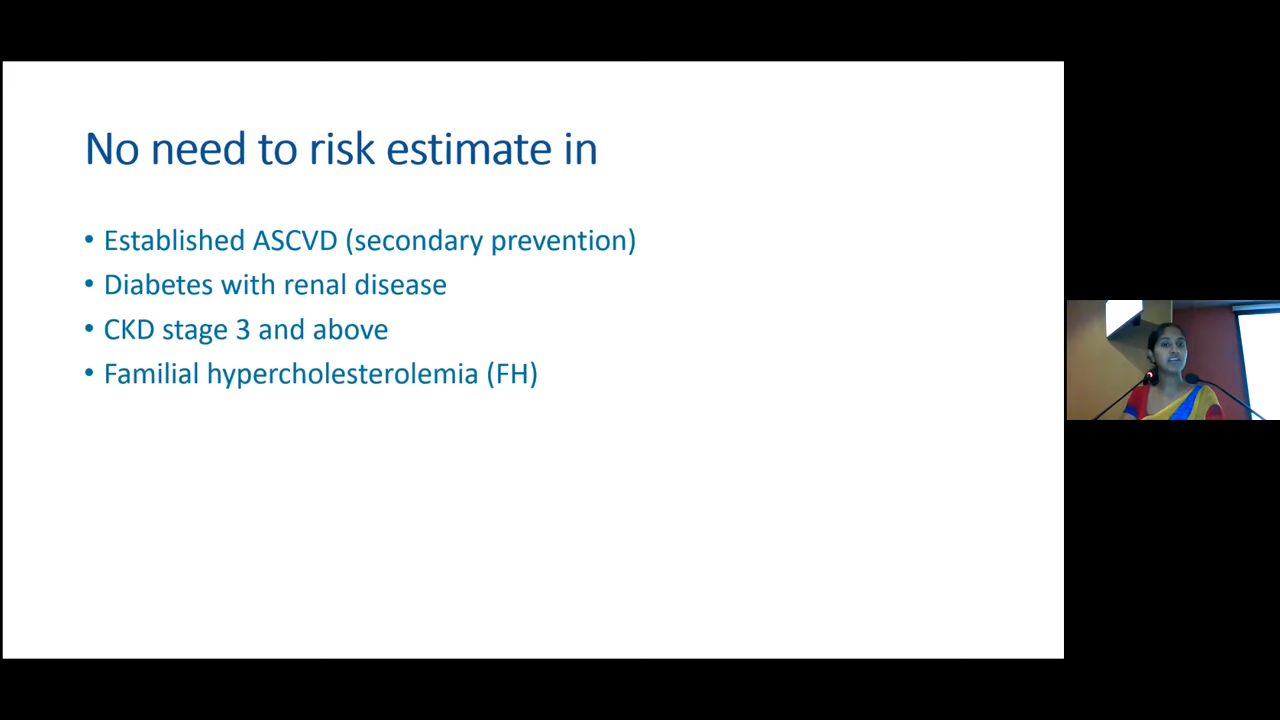 No need to risk estimate in
• Established ASCVD (secondary prevention)
• Diabetes with renal disease
• CKD stage 3 and above
• Familial hypercholesterolemia (FH)